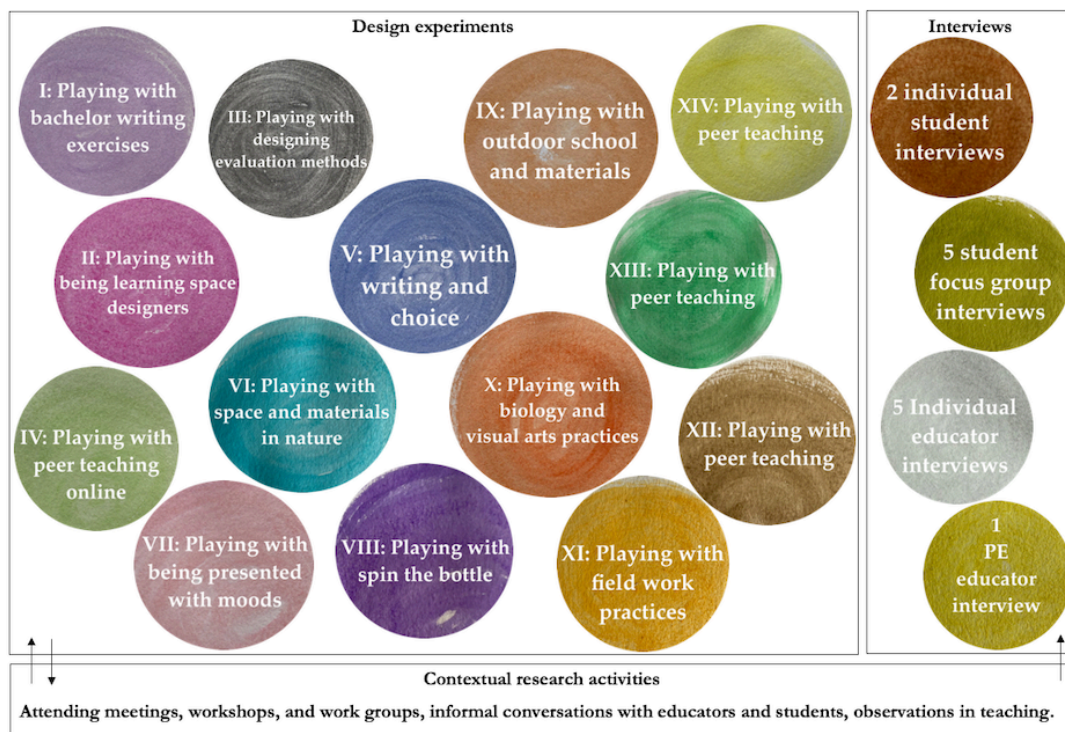 Design experiments
I: Playing with
bachelor writing
exercises
III: Playing with
designing
evaluation methods
IX: Playing with
outdoor school
and materials
XIV: Playing with
peer teaching
II: Playing with
being learning space
designers
V: Playing with
writing and
choice
XIII: Playing with
peer teaching
VI: Playing with
space and materials
in nature
X: Playing with
biology and
visual arts practices
IV: Playing with
peer teaching
online
XII: Playing with
peer teaching
VII: Playing with
being presented
with moods
VIII: Playing with
spin the bottle
XI: Playing with
field work
practices
Interviews
2 individual
student
interviews
5 student
focus group
interviews
5 Individual
educator
interviews
1
PE
educator
interview
Contextual research activities
Attending meetings, workshops, and work groups, informal conversations with educators and students, observations in teaching.